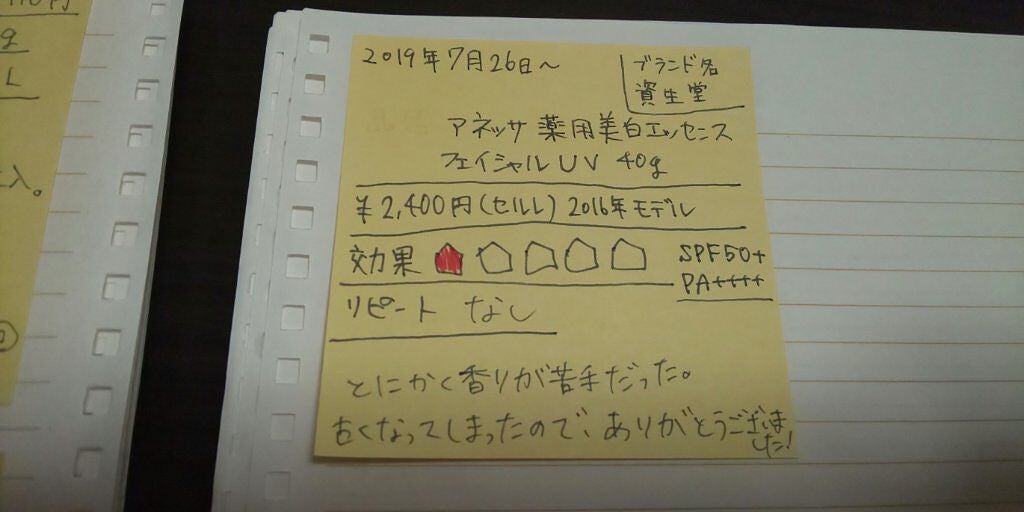 2019年7月26日〜
ブランド名
資生堂
アネッサ 薬用美白エッセンス
フェイシャルUV 40g
¥2,400円(セルレ) 2016年モデル
効果
SPF50+
PA++++
リピート なし
とにかく香りが苦手だった。
古くなってしまったので、ありがとうございま
した!
g
L
入。